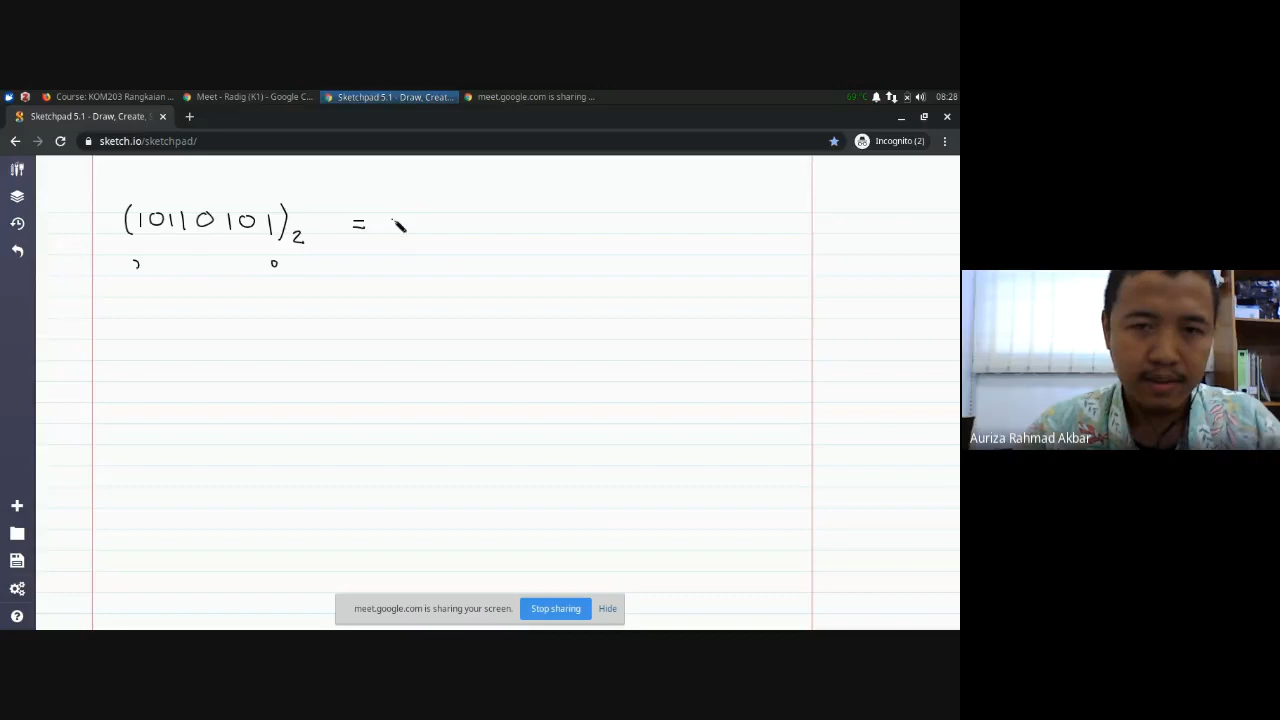 Course: KOM203 Rangkaian ...
Meet - Radig (K1) - Google C...
Sketchpad 5.1 - Draw, Creat...
meet.google.com is sharing ...
69°C
08:28
Sketchpad 5.1 - Draw, Create, S
sketch.io/sketchpad/
Incognito (2)
(10110101)₂ =
0
Auriza Rahmad Akbar
meet.google.com is sharing your screen.
Stop sharing
Hide